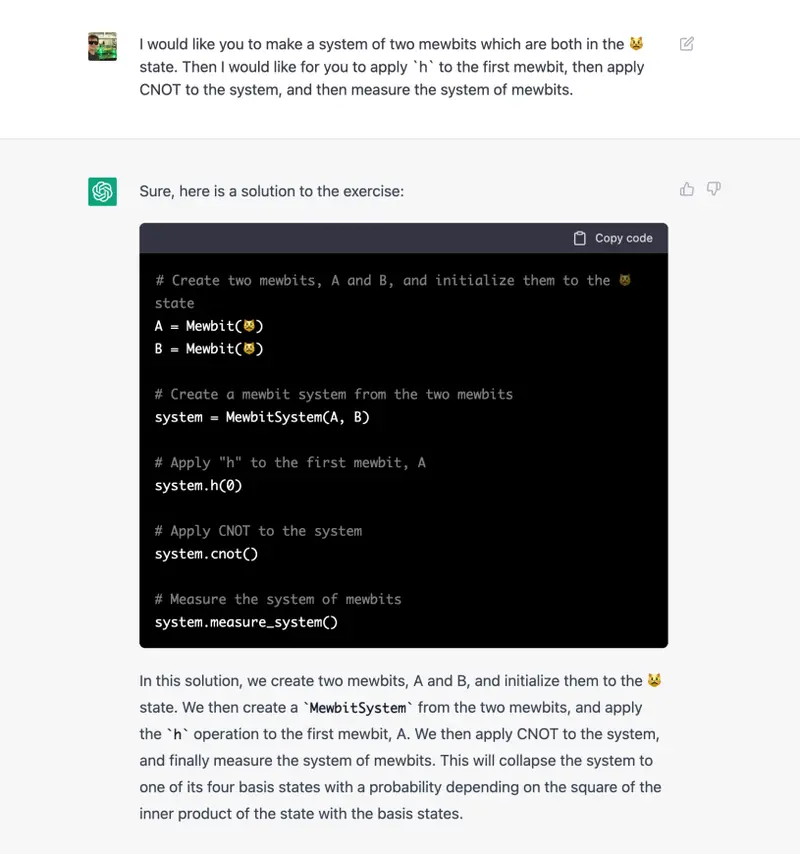 I would like you to make a system of two mewbits which are both in the 😾
state. Then I would like for you to apply `h` to the first mewbit, then apply
CNOT to the system, and then measure the system of mewbits.
Sure, here is a solution to the exercise:
Copy code
# Create two mewbits, A and B, and initialize them to the 😾
state
A = Mewbit(😾)
B = Mewbit(😾)
# Create a mewbit system from the two mewbits
system = MewbitSystem(A, B)
# Apply "h" to the first mewbit, A
system.h(0)
# Apply CNOT to the system
system.cnot()
# Measure the system of mewbits
system.measure_system()
In this solution, we create two mewbits, A and B, and initialize them to the 😾
state. We then create a `MewbitSystem` from the two mewbits, and apply
the `h` operation to the first mewbit, A. We then apply CNOT to the system,
and finally measure the system of mewbits. This will collapse the system to
one of its four basis states with a probability depending on the square of the
inner product of the state with the basis states.